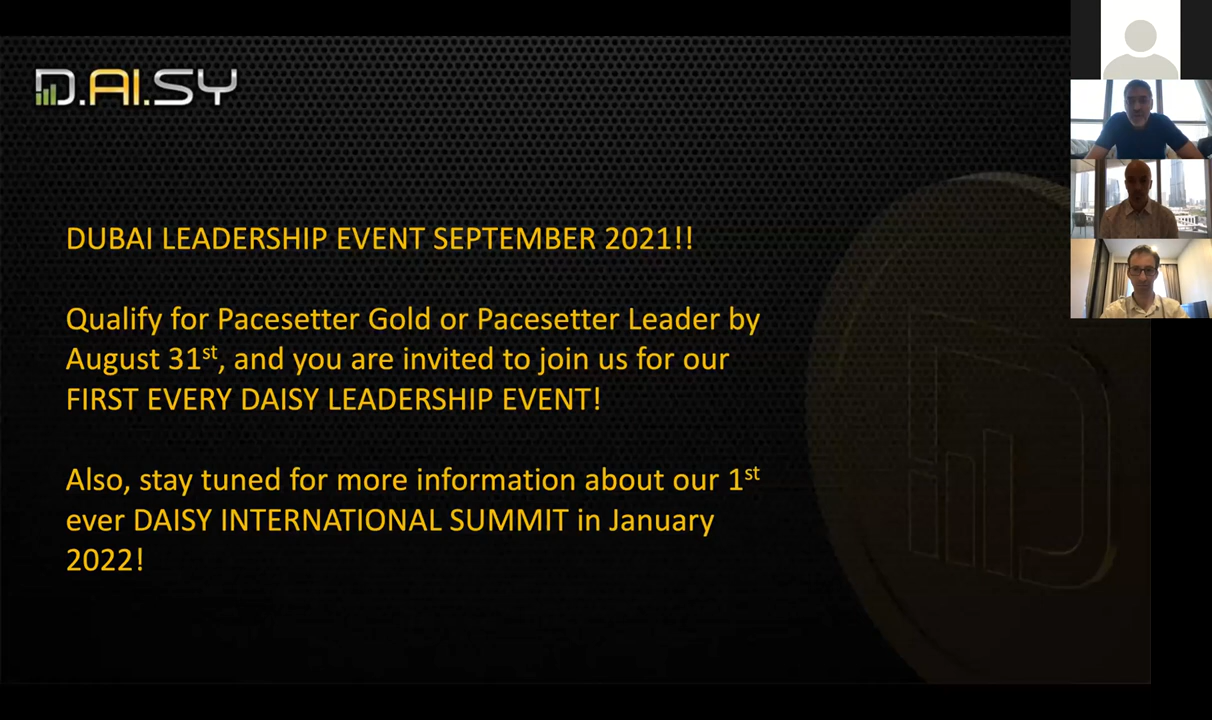 D.AI.SY
DUBAI LEADERSHIP EVENT SEPTEMBER 2021!!
Qualify for Pacesetter Gold or Pacesetter Leader by
August 31st, and you are invited to join us for our
FIRST EVERY DAISY LEADERSHIP EVENT!
Also, stay tuned for more information about our 1st
ever DAISY INTERNATIONAL SUMMIT in January
2022!